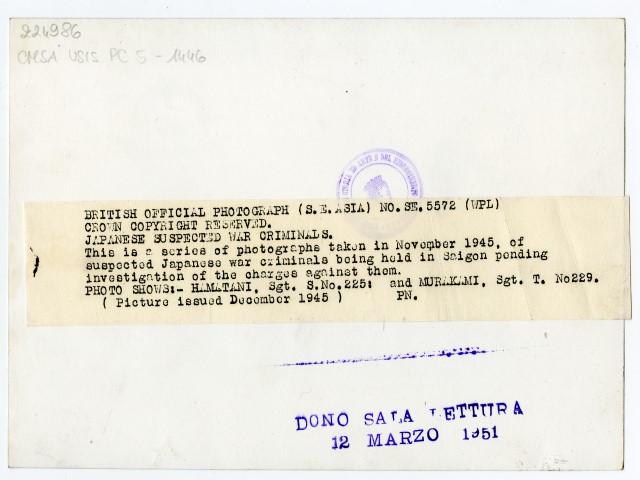 224986
CMSA USIS PC 5 - 1446
BRITISH OFFICIAL PHOTOGRAPH (S.E.ASIA) NO.SE.5572 (WPL)
CROWN COPYRIGHT RESERVED.
JAPANESE SUSPECTED WAR CRIMINALS.
This is a series of photographs taken in November 1945, of
suspected Japanese war criminals being held in Saigon pending
investigation of the charges against them.
PHOTO SHOWS:- HAMATANI, Sgt. S.No.225: and MURAKAMI, Sgt. T. No229.
( Picture issued December 1945 ) PN.
DONO SALA LETTURA
12 MARZO 1951